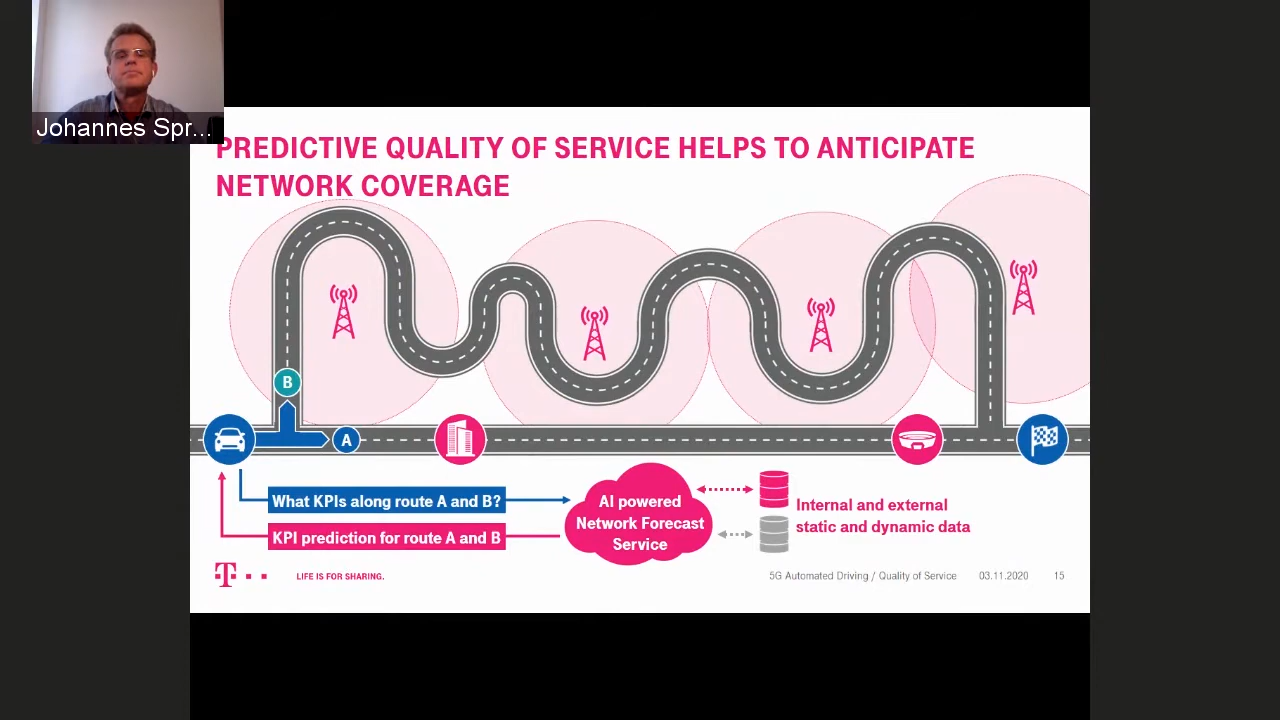 Johannes Spr...
PREDICTIVE QUALITY OF SERVICE HELPS TO ANTICIPATE
NETWORK COVERAGE
B
A
What KPIs along route A and B?
KPI prediction for route A and B
AI powered
Network Forecast
Service
Internal and external
static and dynamic data
T
LIFE IS FOR SHARING.
5G Automated Driving / Quality of Service 03.11.2020 15